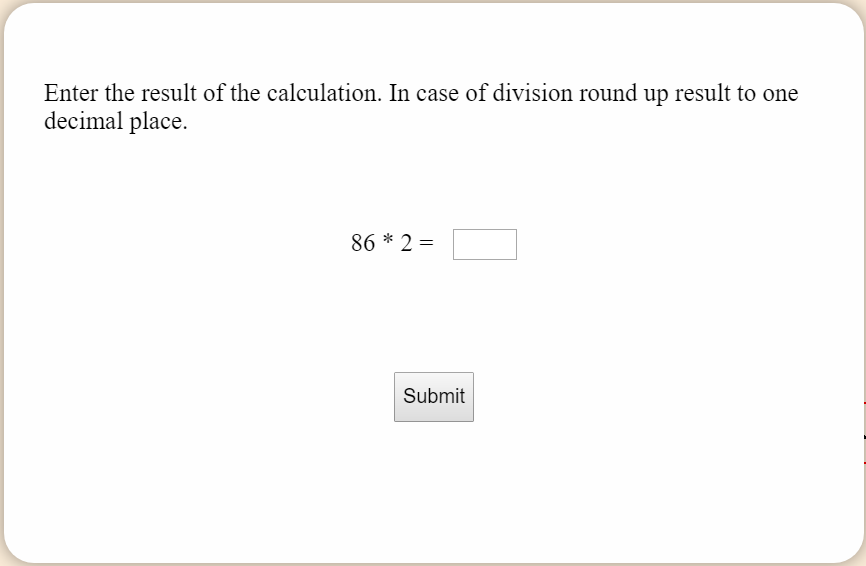 Enter the result of the calculation. In case of division round up result to one
decimal place.
86 * 2 =
Submit